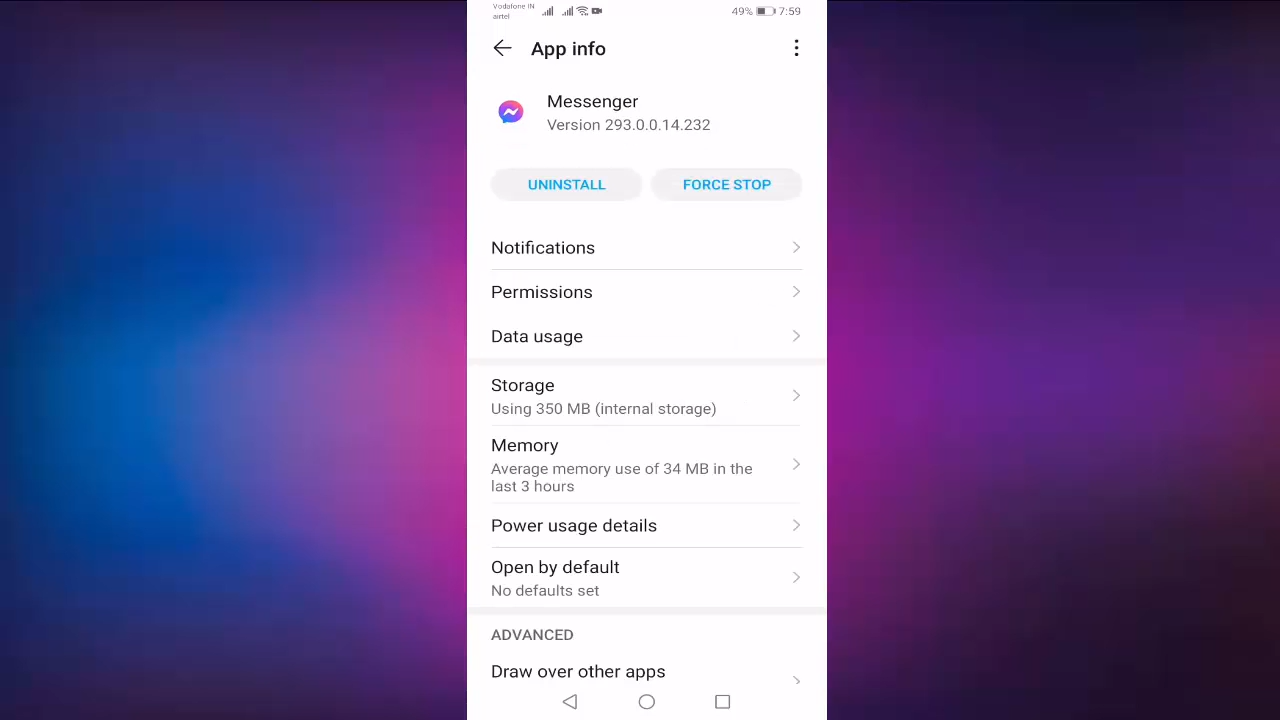 Vodafone IN
airtel
49% 7:59
App info
Messenger
Version 293.0.0.14.232
UNINSTALL FORCE STOP
Notifications
Permissions
Data usage
Storage
Using 350 MB (internal storage)
Memory
Average memory use of 34 MB in the
last 3 hours
Power usage details
Open by default
No defaults set
ADVANCED
Draw over other apps